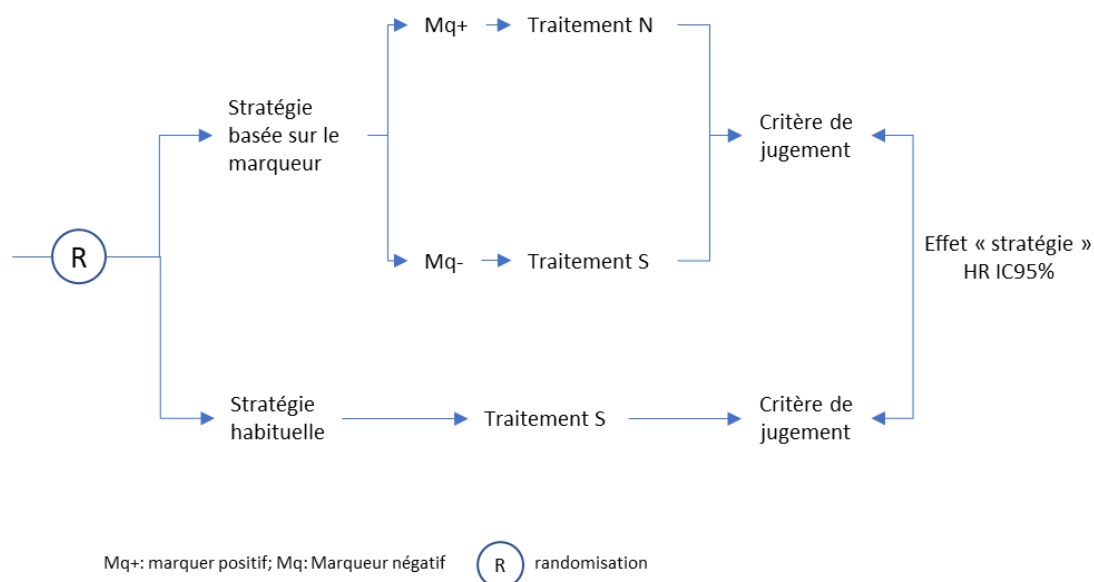 Mq+
Traitement N
Stratégie
basée sur le
marqueur
Critère de
jugement
R
Mq-
Traitement S
Effet « stratégie »
HR IC95%
Stratégie
habituelle
Traitement S
Critère de
jugement
Mq+: marquer positif; Mq: Marqueur négatif
R
randomisation